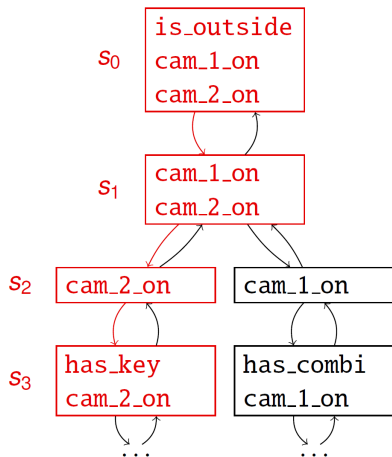 is_outside
s0 cam_1_on
cam_2_on
s1 cam_1_on
cam_2_on
s2 cam_2_on cam_1_on
s3 has_key has_combi
cam_2_on cam_1_on
... ...